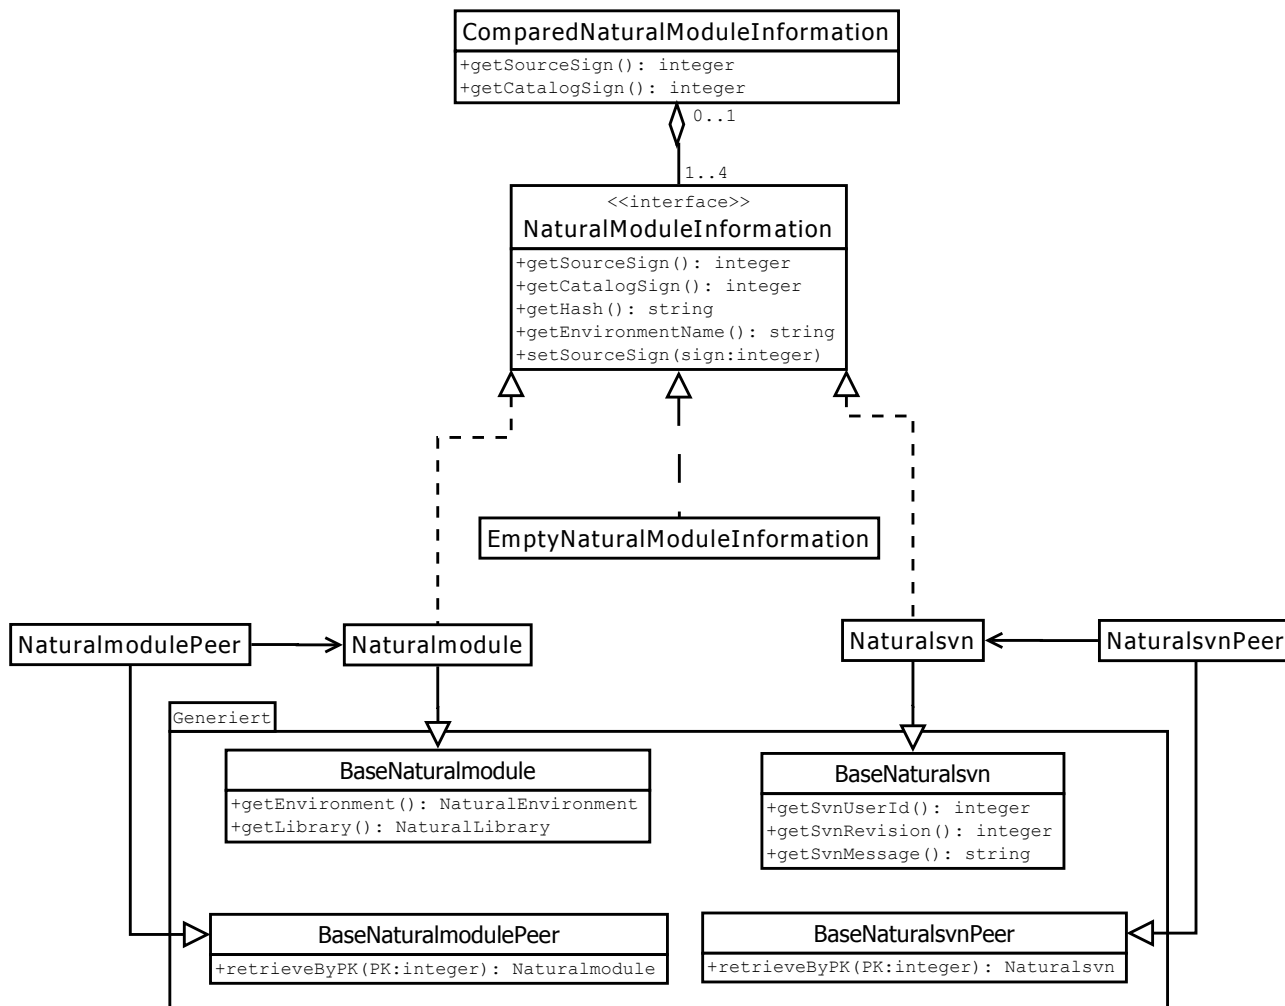 ComparedNaturalModuleInformation
+getSourceSign(): integer
+getCatalogSign(): integer
0..1
1..4
<<interface>>
NaturalModuleInformation
+getSourceSign(): integer
+getCatalogSign(): integer
+getHash(): string
+getEnvironmentName(): string
+setSourceSign(sign:integer)
EmptyNaturalModuleInformation
NaturalmodulePeer
Naturalmodule
Naturalsvn
NaturalsvnPeer
Generiert
BaseNaturalmodule
+getEnvironment(): NaturalEnvironment
+getLibrary(): NaturalLibrary
BaseNaturalsvn
+getSvnUserId(): integer
+getSvnRevision(): integer
+getSvnMessage(): string
BaseNaturalmodulePeer
+retrieveByPK(PK:integer): Naturalmodule
BaseNaturalsvnPeer
+retrieveByPK(PK:integer): Naturalsvn